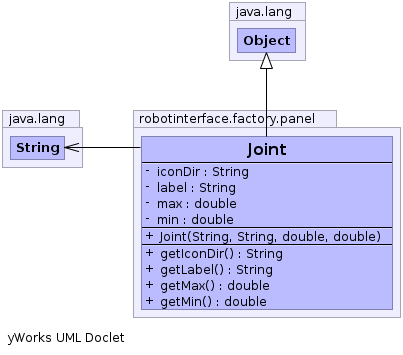 java.lang
Object
java.lang
String
robotinterface.factory.panel
Joint
- iconDir : String
- label : String
- max : double
- min : double
+ Joint(String, String, double, double)
+ getIconDir() : String
+ getLabel() : String
+ getMax() : double
+ getMin() : double
yWorks UML Doclet